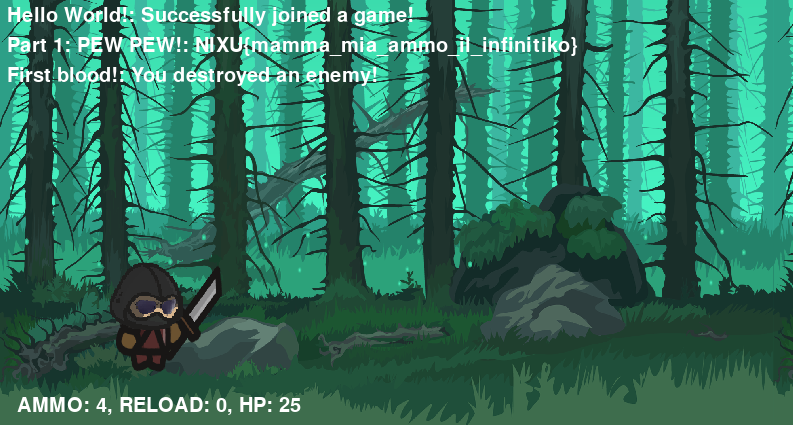 Hello World!: Successfully joined a game!
Part 1: PEW PEW!: NIXU{mamma_mia_ammo_il_infinitiko}
First blood!: You destroyed an enemy!
AMMO: 4, RELOAD: 0, HP: 25